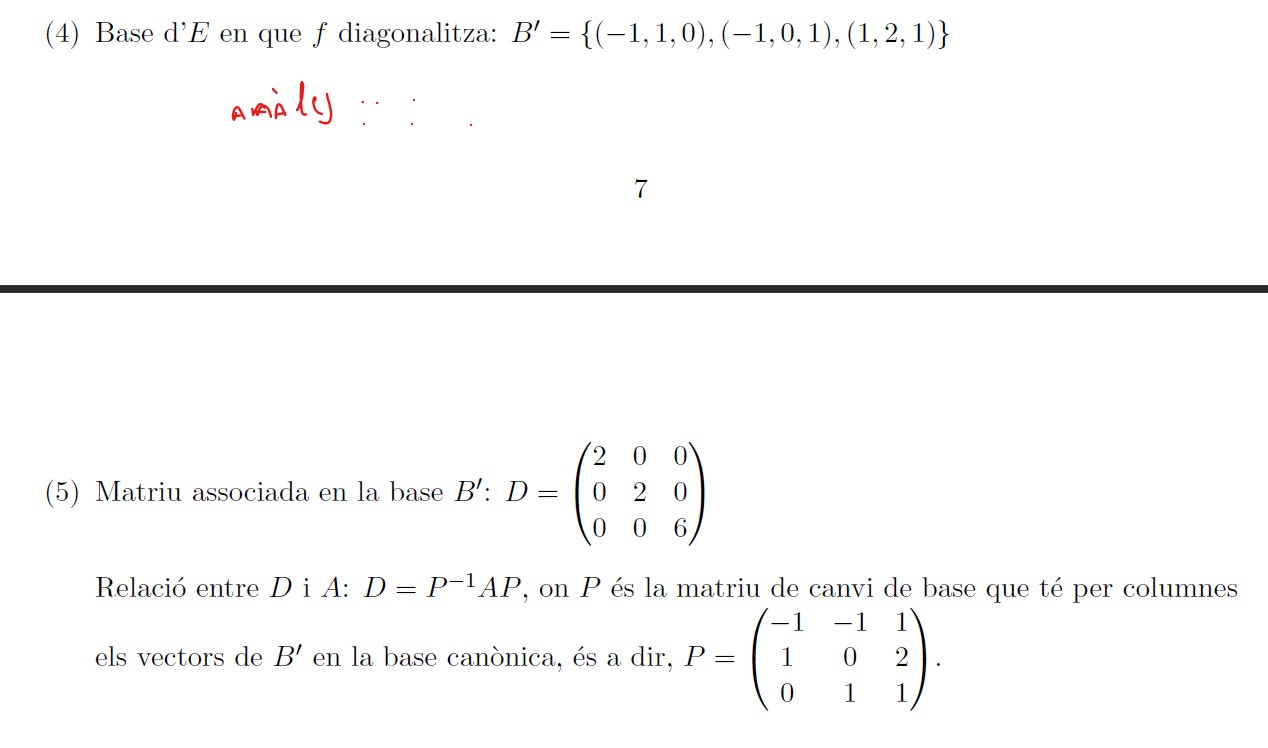 (4) Base d'E en que f diagonalitza: B′ = {(−1, 1, 0), (−1, 0, 1), (1, 2, 1)}
7
(5) Matriu associada en la base B′: D = \begin{pmatrix} 2 & 0 & 0 \\ 0 & 2 & 0 \\ 0 & 0 & 6 \end{pmatrix}
Relació entre D i A: D = P⁻¹AP, on P és la matriu de canvi de base que té per columnes
els vectors de B′ en la base canònica, és a dir, P = \begin{pmatrix} −1 & −1 & 1 \\ 1 & 0 & 2 \\ 0 & 1 & 1 \end{pmatrix}.